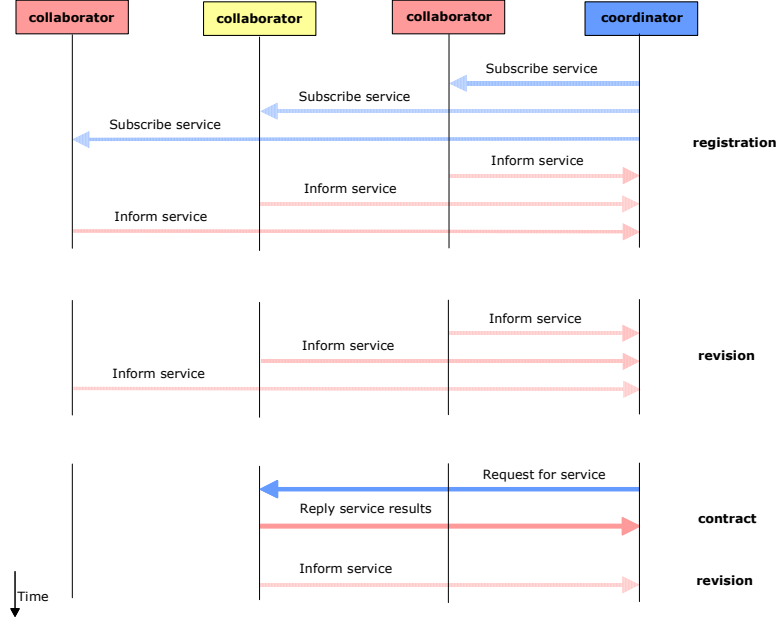 collaborator
collaborator
collaborator
coordinator
Subscribe service
Subscribe service
Subscribe service
registration
Inform service
Inform service
Inform service
Inform service
Inform service
revision
Inform service
Request for service
Reply service results
contract
Inform service
revision
Time